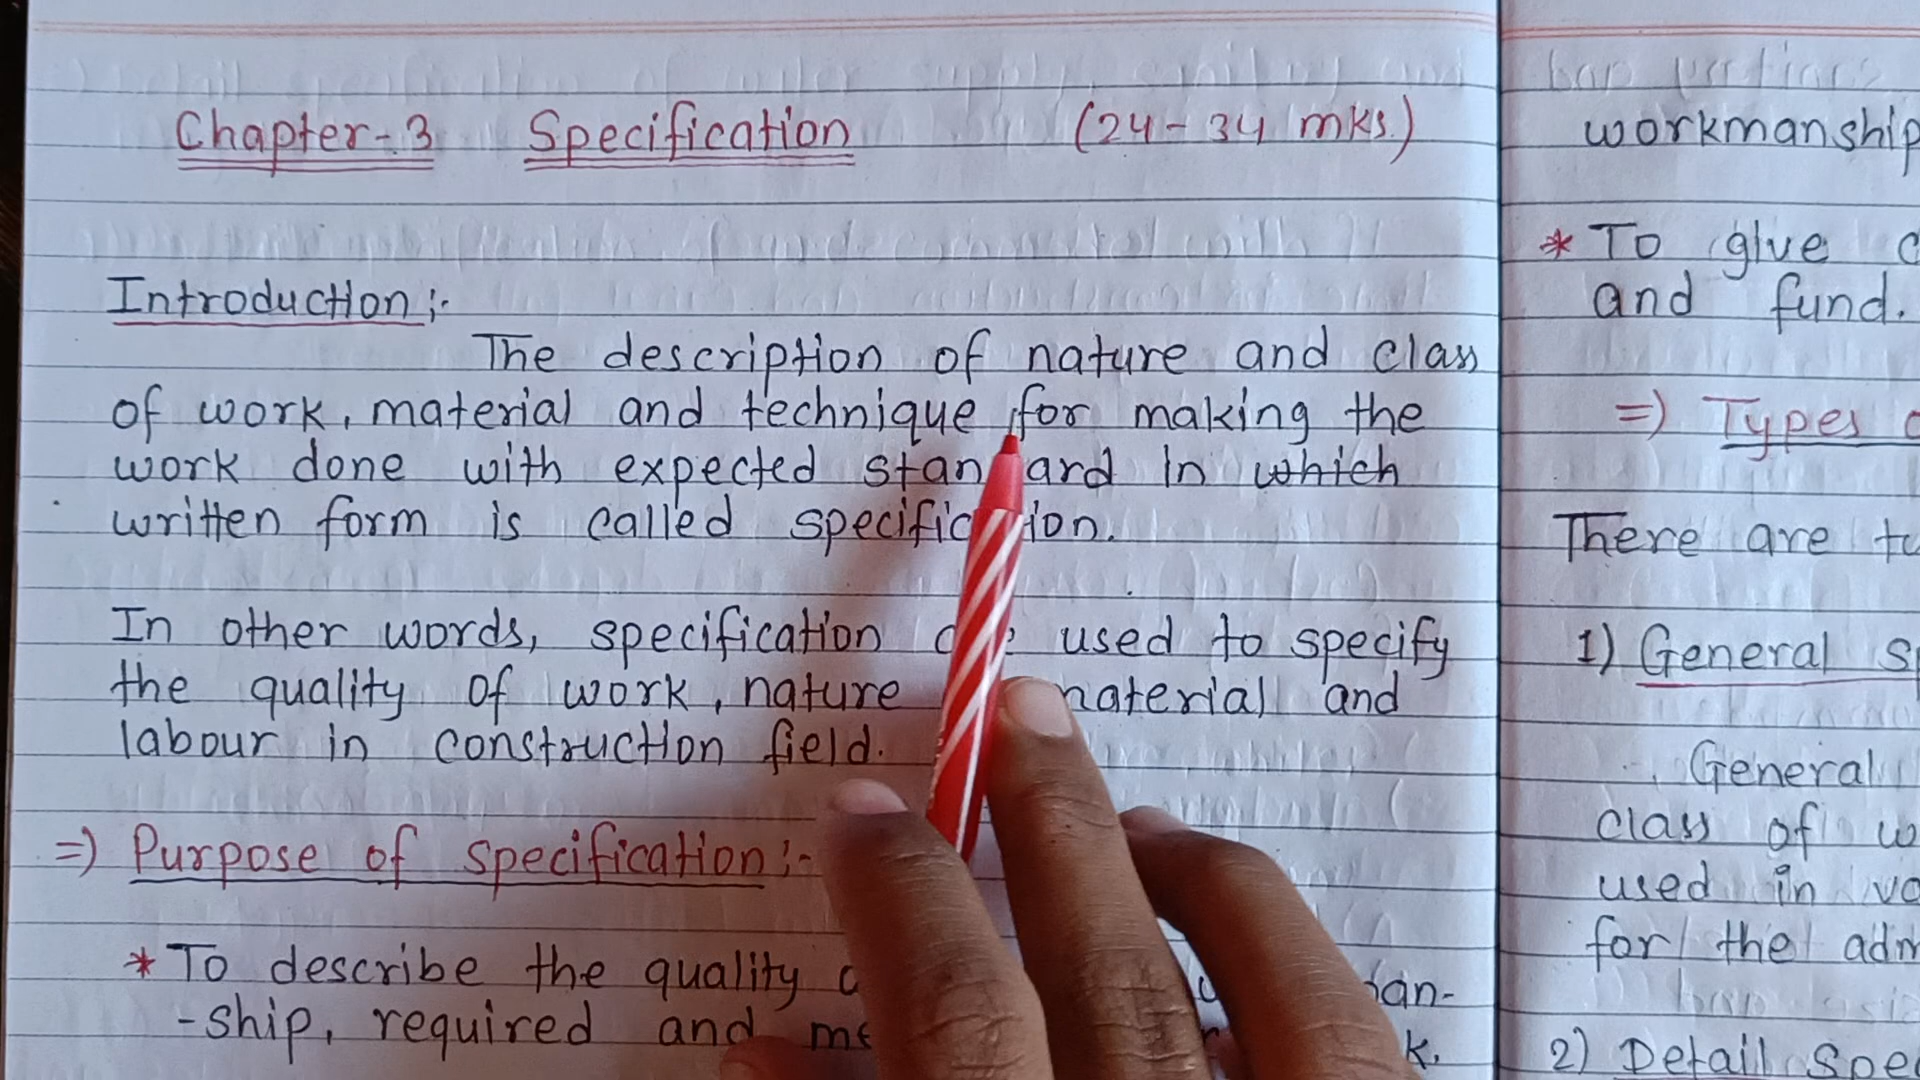 Chapter-3 Specification (24-34 mks.)
Introduction :-
The description of nature and class
of work, material and technique for making the
work done with expected stan ard in which
written form is called specific ion.
In other words, specification used to specify
the quality of work, nature material and
labour in construction field.
=) Purpose of specification :-
* To describe the quality
-ship, required and
workmanship
* To give
and fund.
=) Types
There are
1) General
General
class of
used in
for the
2) Detail